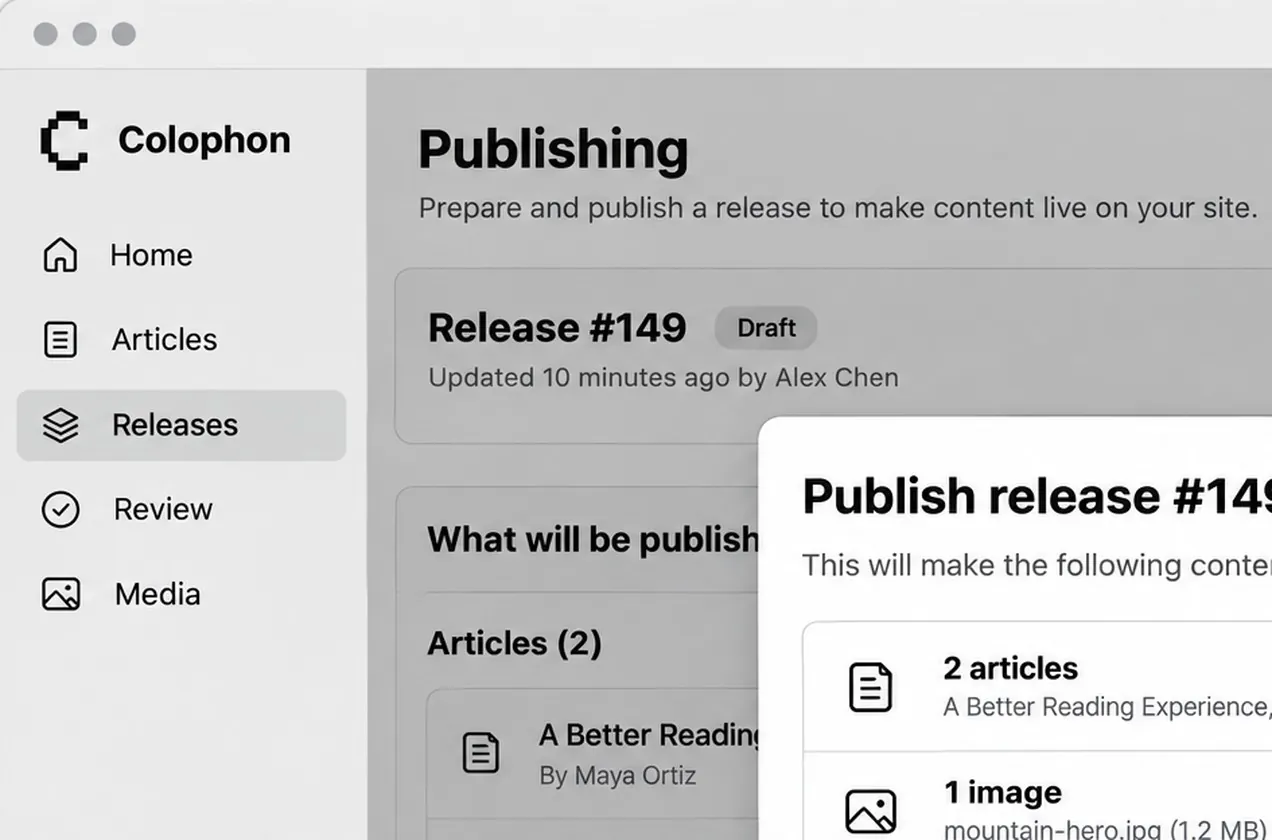 Colophon
Home
Articles
Releases
Review
Media
Publishing
Prepare and publish a release to make content live on your site.
Release #149
Draft
Updated 10 minutes ago by Alex Chen
What will be publish
Articles (2)
A Better Reading
By Maya Ortiz
Publish release #149
This will make the following conte
2 articles
A Better Reading Experience,
1 image
mountain-hero.jpg (1.2 MB)